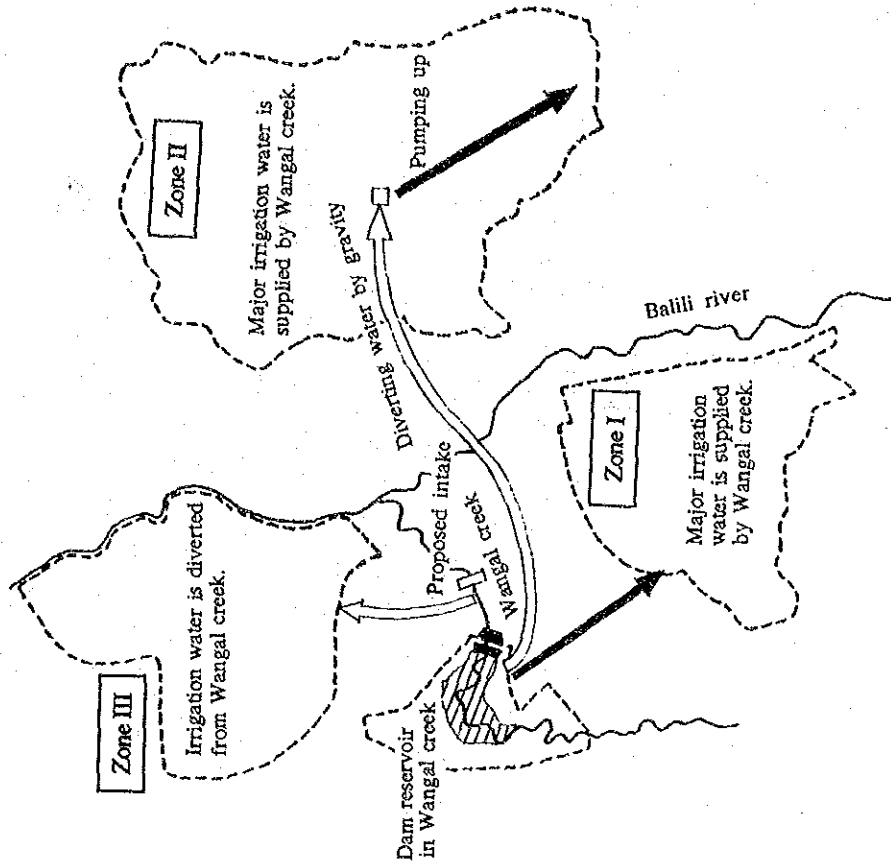 Zone III
Irrigation water is diverted
from Wangal creek.
Zone II
Major irrigation water is
supplied by Wangal creek.
Pumping up
Diverting water by gravity
Proposed intake
Wangal creek
Dam reservoir
in Wangal creek
Balili river
Zone I
Major irrigation
water is supplied
by Wangal creek.